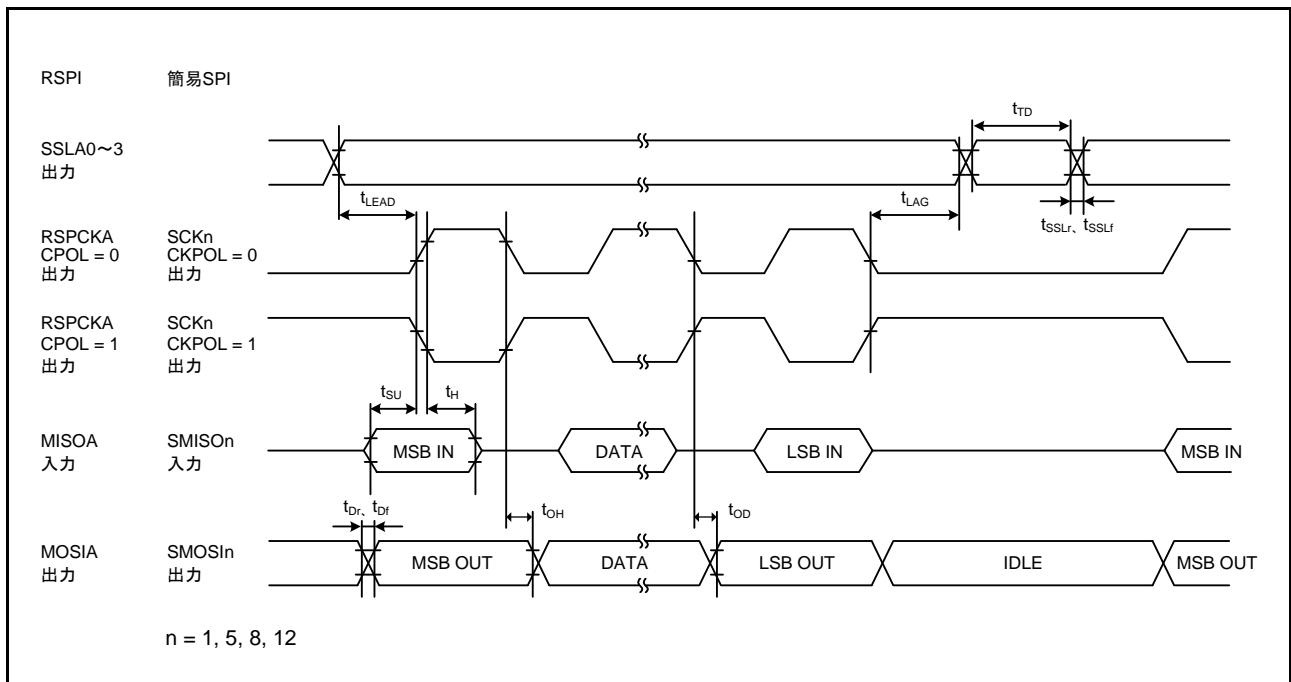 RSPI 簡易SPI
tTD
SSLA0~3
出力
tLEAD tLAG
tSSLr、tSSLf
RSPCKA SCKn
CPOL = 0 CKPOL = 0
出力 出力
RSPCKA SCKn
CPOL = 1 CKPOL = 1
出力 出力
tSU tH
MISOA SMISOn
入力 入力
MSB IN DATA LSB IN MSB IN
tDr、tDf tOH tOD
MOSIA SMOSIn
出力 出力
MSB OUT DATA LSB OUT IDLE MSB OUT
n = 1, 5, 8, 12